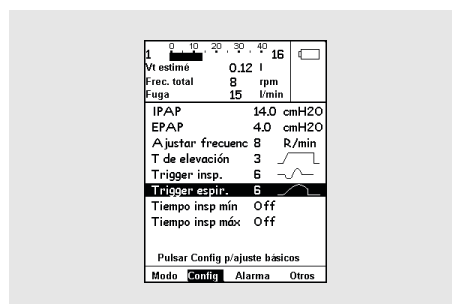 0 10 20 30 40
1 16
Vt estimé 0.12 l
Frec. total 8 rpm
Fuga 15 l/min
IPAP 14.0 cmH2O
EPAP 4.0 cmH2O
Ajustar frecuenc 8 R/min
T de elevación 3
Trigger insp. 6
Trigger espir. 6
Tiempo insp mín Off
Tiempo insp máx Off
Pulsar Config p/ajuste básicos
Modo Config Alarma Otros